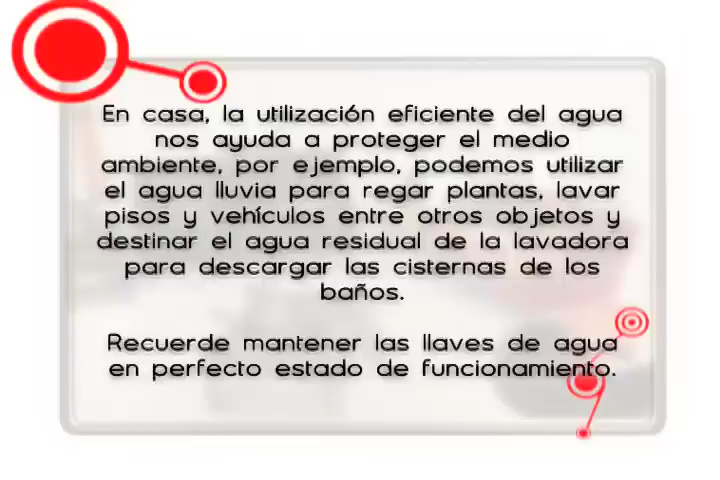 En casa, la utilización eficiente del agua
nos ayuda a proteger el medio
ambiente, por ejemplo, podemos utilizar
el agua lluvia para regar plantas, lavar
pisos y vehículos entre otros objetos y
destinar el agua residual de la lavadora
para descargar las cisternas de los
baños.
Recuerde mantener las llaves de agua
en perfecto estado de funcionamiento.